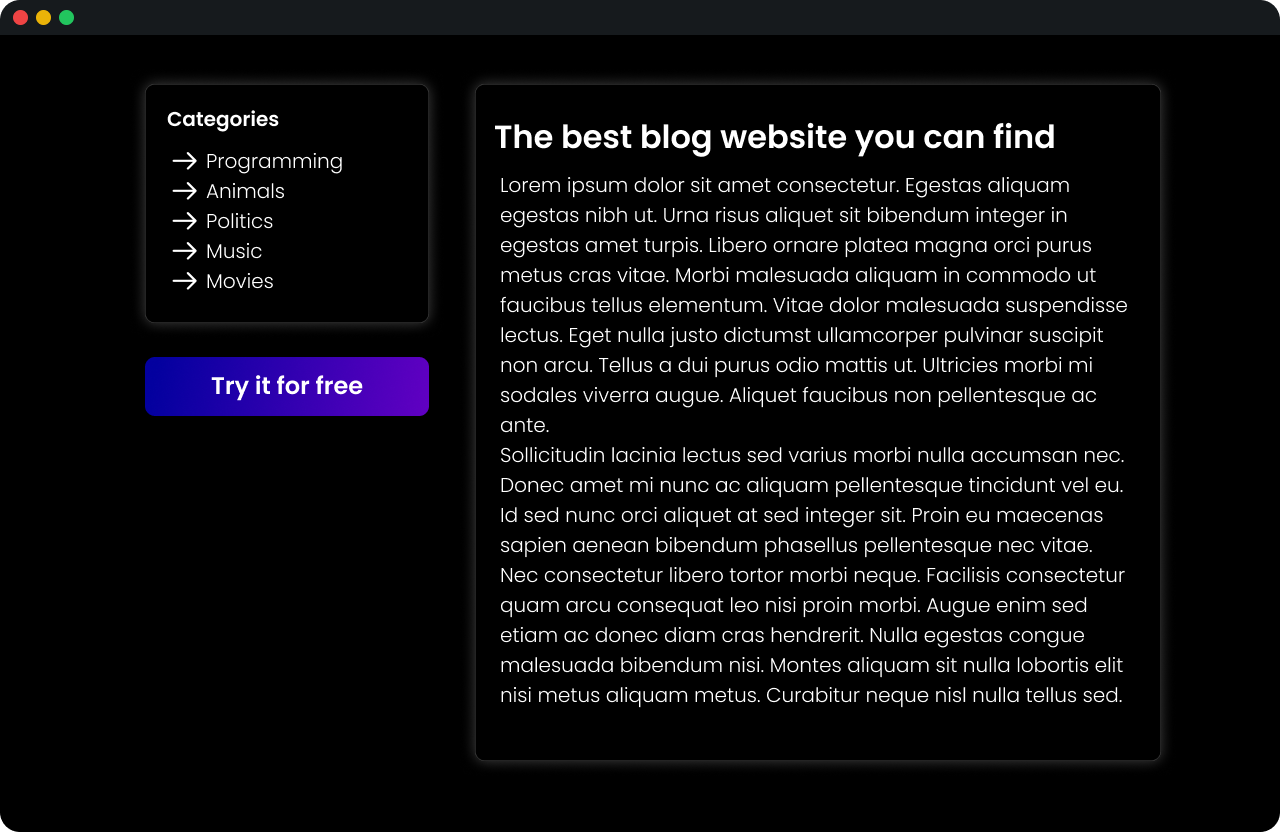 Categories
Programming
Animals
Politics
Music
Movies
Try it for free
The best blog website you can find
Lorem ipsum dolor sit amet consectetur. Egestas aliquam
egestas nibh ut. Urna risus aliquet sit bibendum integer in
egestas amet turpis. Libero ornare platea magna orci purus
metus cras vitae. Morbi malesuada aliquam in commodo ut
faucibus tellus elementum. Vitae dolor malesuada suspendisse
lectus. Eget nulla justo dictumst ullamcorper pulvinar suscipit
non arcu. Tellus a dui purus odio mattis ut. Ultricies morbi mi
sodales viverra augue. Aliquet faucibus non pellentesque ac
ante.
Sollicitudin lacinia lectus sed varius morbi nulla accumsan nec.
Donec amet mi nunc ac aliquam pellentesque tincidunt vel eu.
Id sed nunc orci aliquet at sed integer sit. Proin eu maecenas
sapien aenean bibendum phasellus pellentesque nec vitae.
Nec consectetur libero tortor morbi neque. Facilisis consectetur
quam arcu consequat leo nisi proin morbi. Augue enim sed
etiam ac donec diam cras hendrerit. Nulla egestas congue
malesuada bibendum nisi. Montes aliquam sit nulla lobortis elit
nisi metus aliquam metus. Curabitur neque nisl nulla tellus sed.